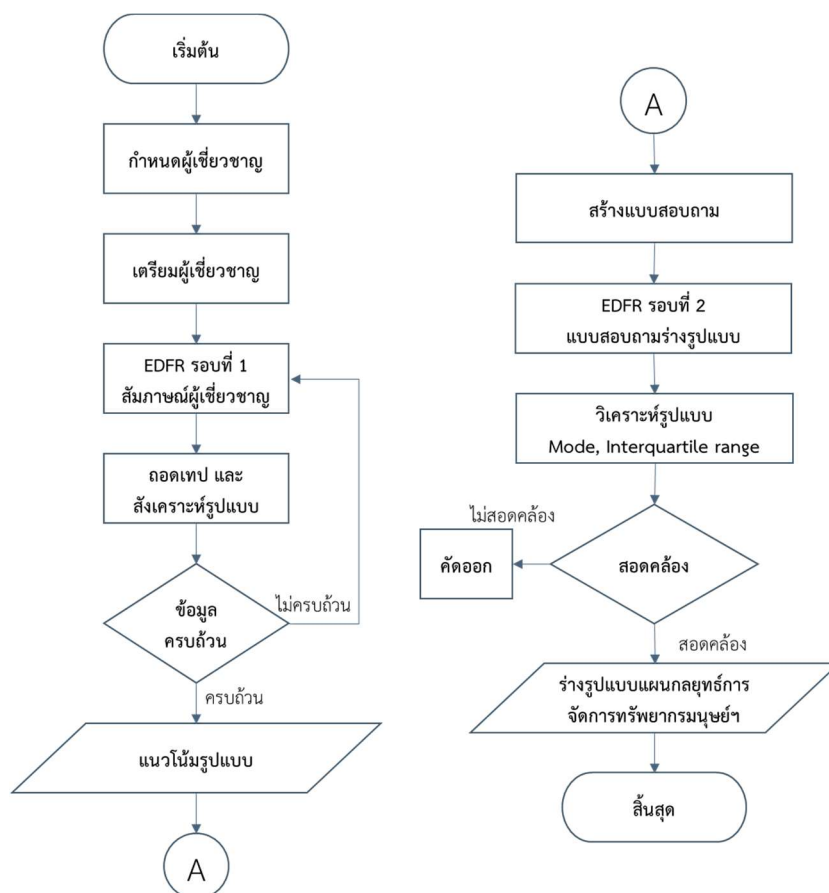 เริ่มต้น
กำหนดผู้เชี่ยวชาญ
เตรียมผู้เชี่ยวชาญ
EDFR รอบที่ 1
สัมภาษณ์ผู้เชี่ยวชาญ
ถอดเทป และ
สังเคราะห์รูปแบบ
ข้อมูล
ครบถ้วน
ไม่ครบถ้วน
ครบถ้วน
แนวโน้มรูปแบบ
A
A
สร้างแบบสอบถาม
EDFR รอบที่ 2
แบบสอบถามร่างรูปแบบ
วิเคราะห์รูปแบบ
Mode, Interquartile range
ไม่สอดคล้อง
คัดออก
สอดคล้อง
สอดคล้อง
ร่างรูปแบบแผนกลยุทธ์การ
จัดการทรัพยากรมนุษย์ฯ
สิ้นสุด